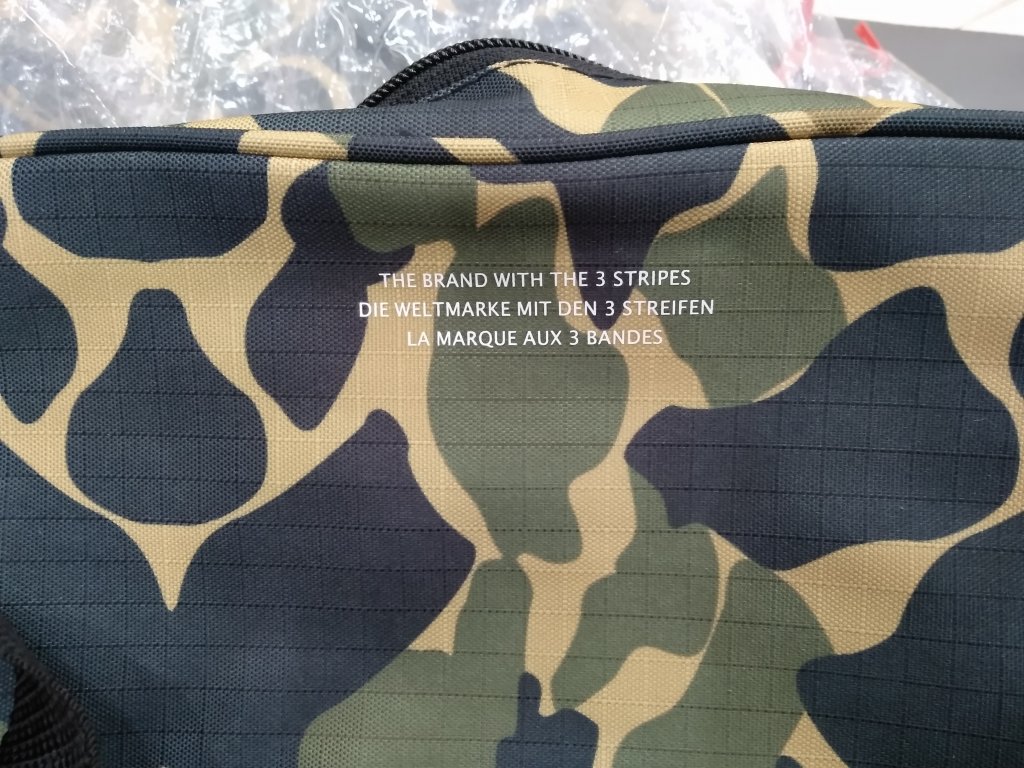 THE BRAND WITH THE 3 STRIPES
DIE WELTMARKE MIT DEN 3 STREIFEN
LA MARQUE AUX 3 BANDES